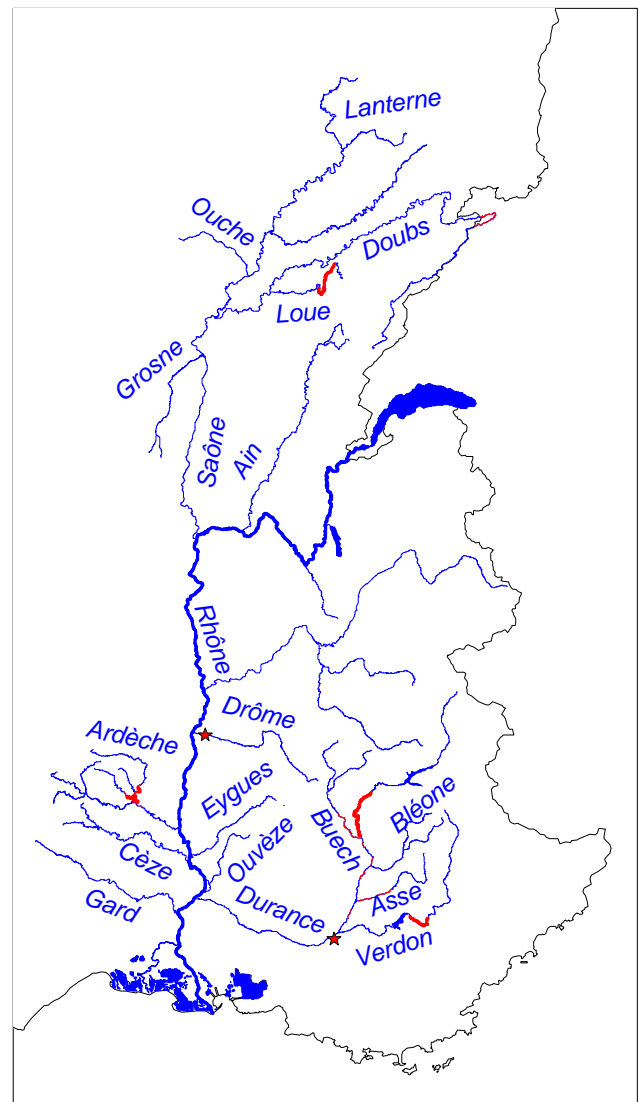 Lanterne
Ouche
Doubs
Loue
Grosne
Saône
Ain
Rhône
Drôme
Ardèche
Eygues
Bléone
Buech
Ouvèze
Cèze
Durance
Asse
Gard
Verdon